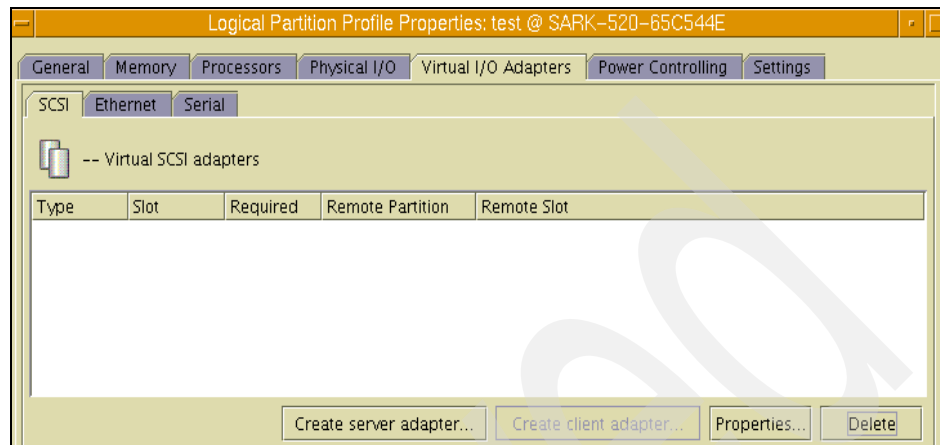 Logical Partition Profile Properties: test @ SARK-520-65C544E
General Memory Processors Physical I/O Virtual I/O Adapters Power Controlling Settings
SCSI Ethernet Serial
-- Virtual SCSI adapters
Type Slot Required Remote Partition Remote Slot
Create server adapter... Create client adapter... Properties... Delete